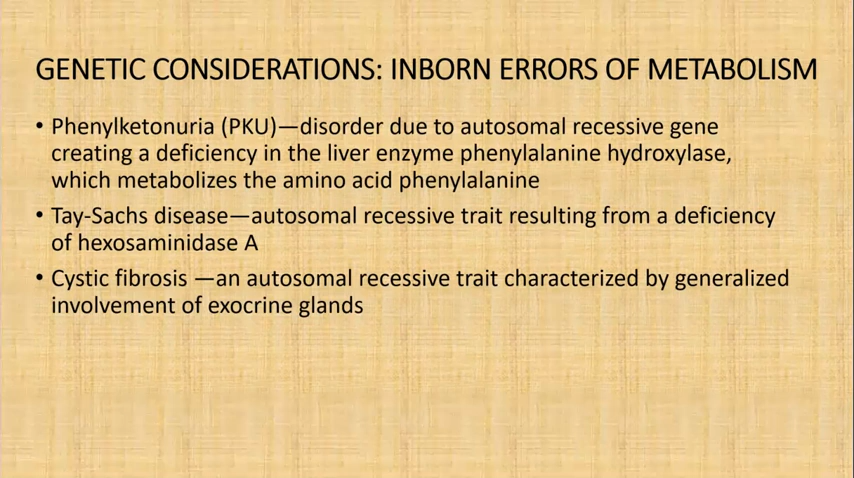 GENETIC CONSIDERATIONS: INBORN ERRORS OF METABOLISM
• Phenylketonuria (PKU)—disorder due to autosomal recessive gene
creating a deficiency in the liver enzyme phenylalanine hydroxylase,
which metabolizes the amino acid phenylalanine
• Tay-Sachs disease—autosomal recessive trait resulting from a deficiency
of hexosaminidase A
• Cystic fibrosis —an autosomal recessive trait characterized by generalized
involvement of exocrine glands